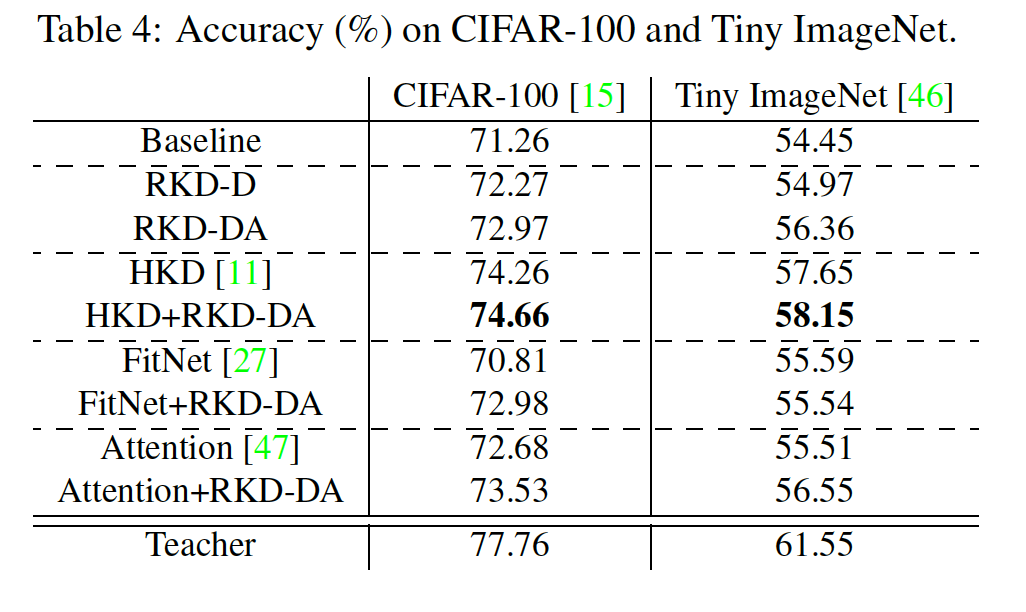 Table 4: Accuracy (%) on CIFAR-100 and Tiny ImageNet.
CIFAR-100 [15] Tiny ImageNet [46]
Baseline 71.26 54.45
RKD-D 72.27 54.97
RKD-DA 72.97 56.36
HKD [11] 74.26 57.65
HKD+RKD-DA 74.66 58.15
FitNet [27] 70.81 55.59
FitNet+RKD-DA 72.98 55.54
Attention [47] 72.68 55.51
Attention+RKD-DA 73.53 56.55
Teacher 77.76 61.55